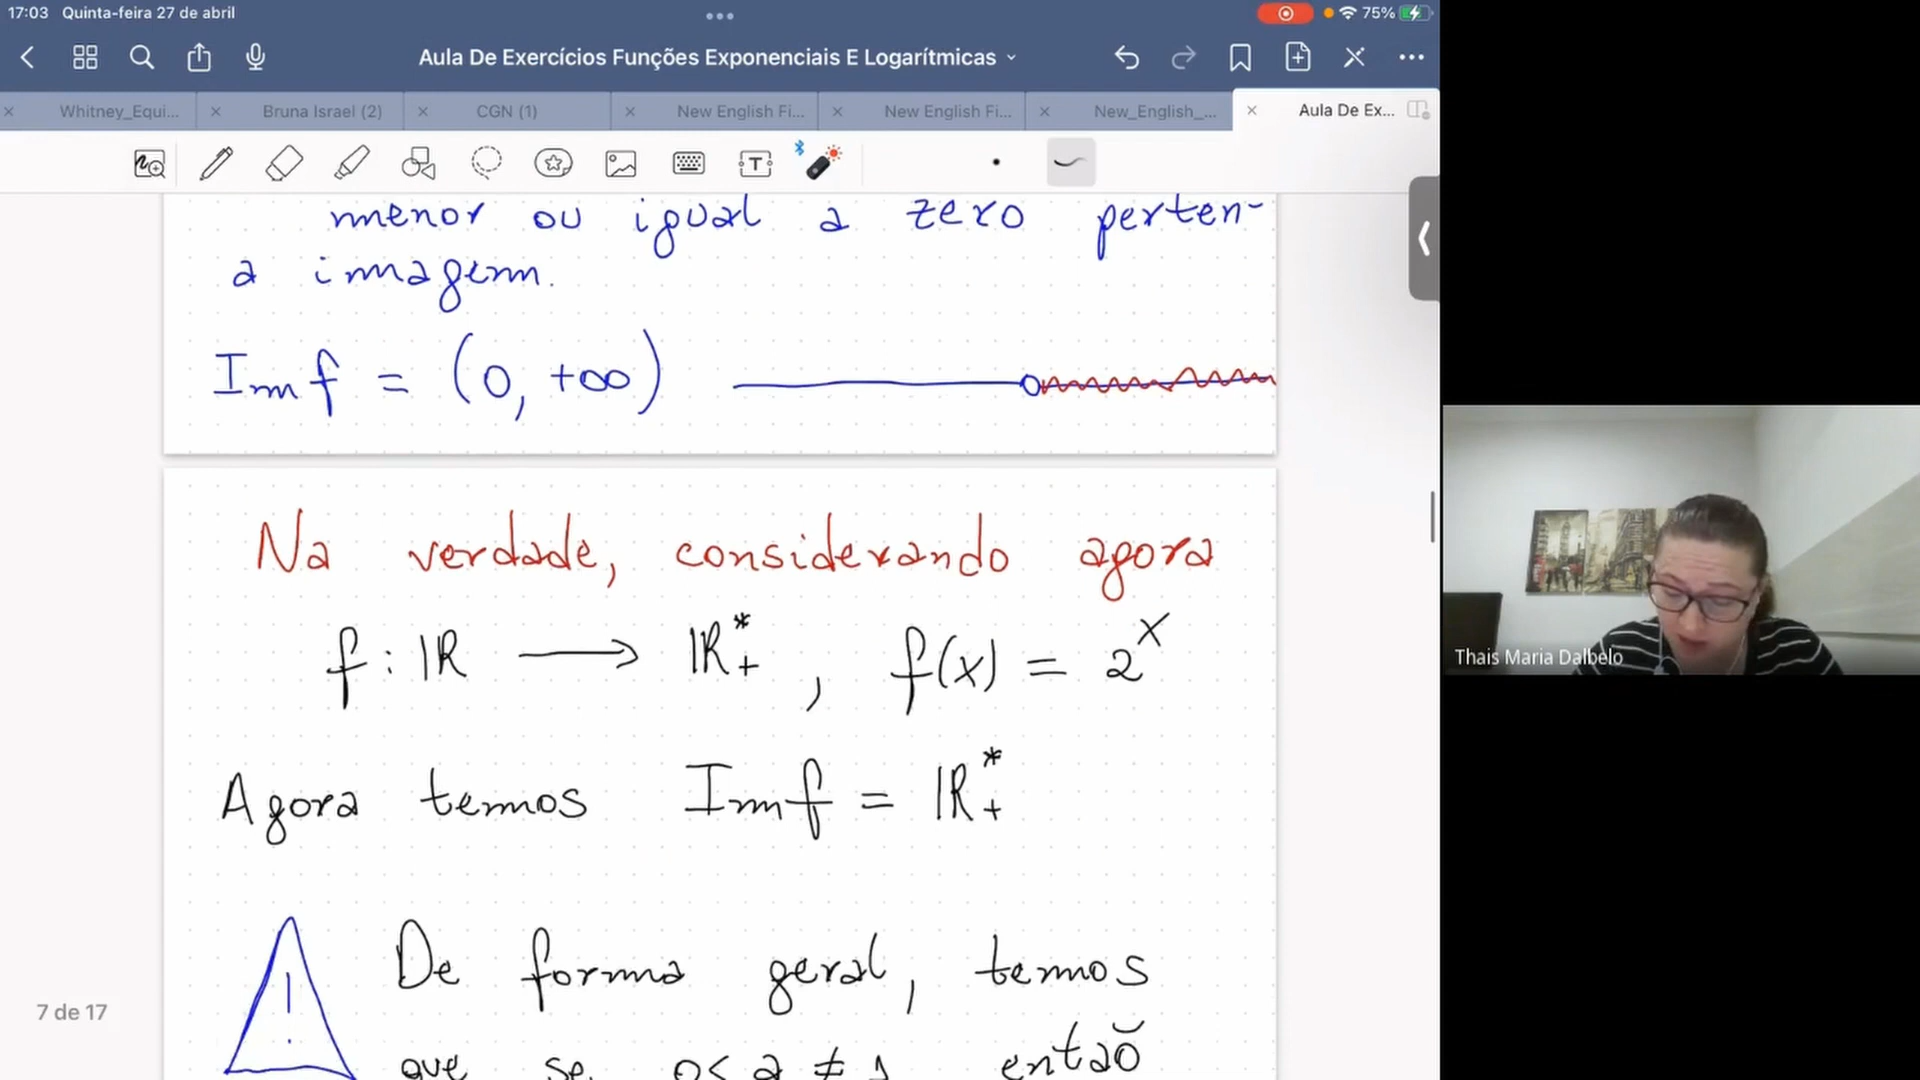 17:03 Quinta-feira 27 de abril
75%
Aula De Exercícios Funções Exponenciais E Logarítmicas
Whitney_Equi...
Bruna Israel (2)
CGN (1)
New English Fi...
New English Fi...
New_English_...
Aula De Ex...
menor ou igual a zero perten-
a imagem.
Im f = (0, +∞)
Na verdade, considerando agora
f : ℝ ⟶ ℝ*₊ , f(x) = 2ˣ
Agora temos Im f = ℝ*₊
! De forma geral, temos
que se 0 < a ≠ 1, então
7 de 17
Thais Maria Dalbelo